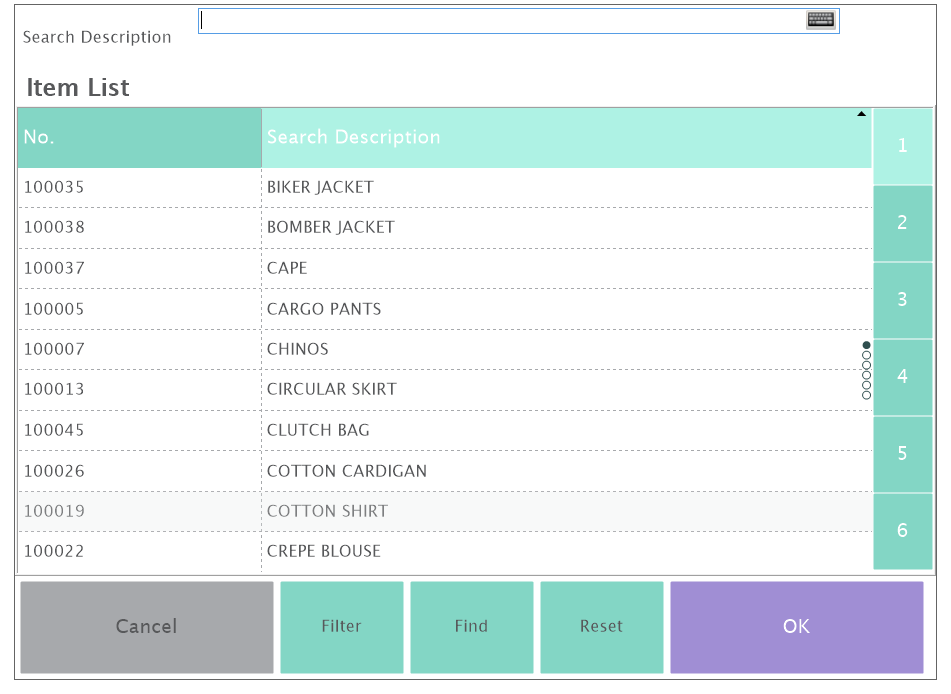 Search Description
Item List
No. Search Description 1
100035 BIKER JACKET
100038 BOMBER JACKET 2
100037 CAPE
100005 CARGO PANTS 3
100007 CHINOS
100013 CIRCULAR SKIRT 4
100045 CLUTCH BAG
100026 COTTON CARDIGAN 5
100019 COTTON SHIRT
100022 CREPE BLOUSE 6
Cancel Filter Find Reset OK